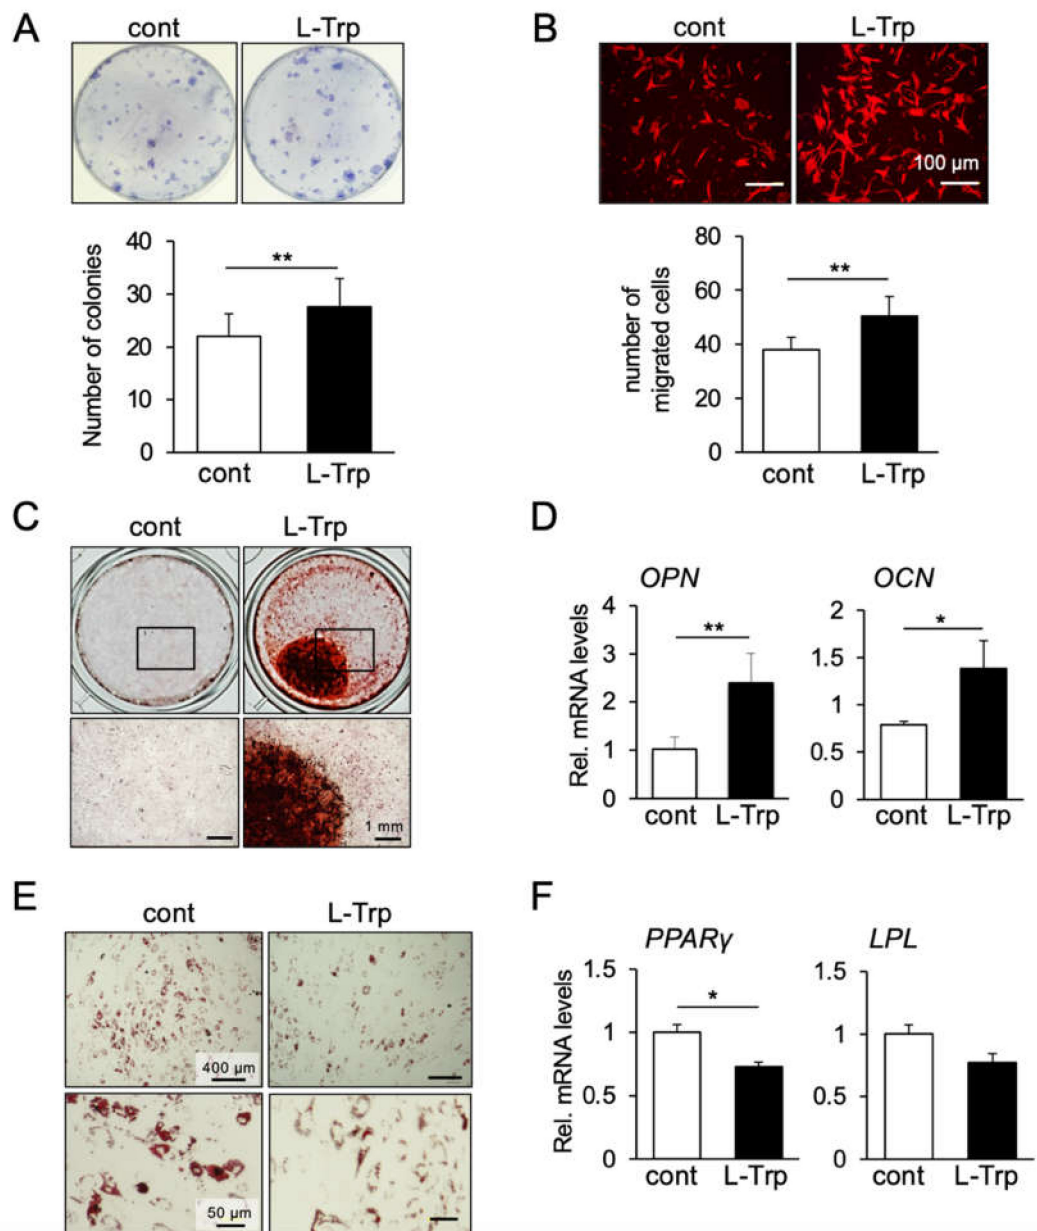 A
cont
L-Trp
Number of colonies
40
30
20
10
0
**
cont
L-Trp
B
cont
L-Trp
100 µm
number of
migrated cells
80
60
40
20
0
**
cont
L-Trp
C
cont
L-Trp
1 mm
D
OPN
Rel. mRNA levels
4
3
2
1
0
**
cont
L-Trp
OCN
2
1.5
1
0.5
0
*
cont
L-Trp
E
cont
L-Trp
400 µm
50 µm
F
PPARγ
Rel. mRNA levels
1.5
1
0.5
0
*
cont
L-Trp
LPL
1.5
1
0.5
0
cont
L-Trp